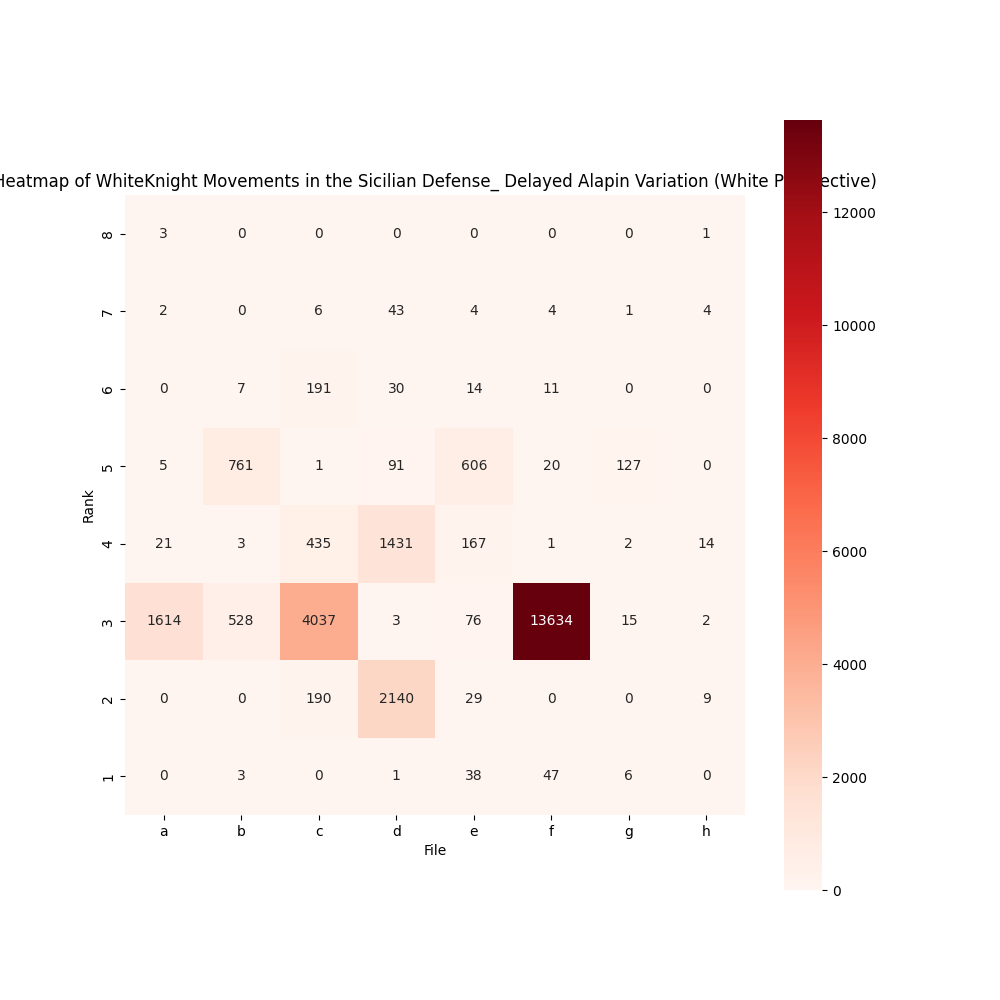 Heatmap of WhiteKnight Movements in the Sicilian Defense_ Delayed Alapin Variation (White P ective)
12000
8 3 0 0 0 0 0 0 1
7 2 0 6 43 4 4 1 4
10000
6 0 7 191 30 14 11 0 0
8000
5 5 761 1 91 606 20 127 0
Rank
4 21 3 435 1431 167 1 2 14
6000
3 1614 528 4037 3 76 13634 15 2
4000
2 0 0 190 2140 29 0 0 9
2000
1 0 3 0 1 38 47 6 0
a b c d e f g h
File
0